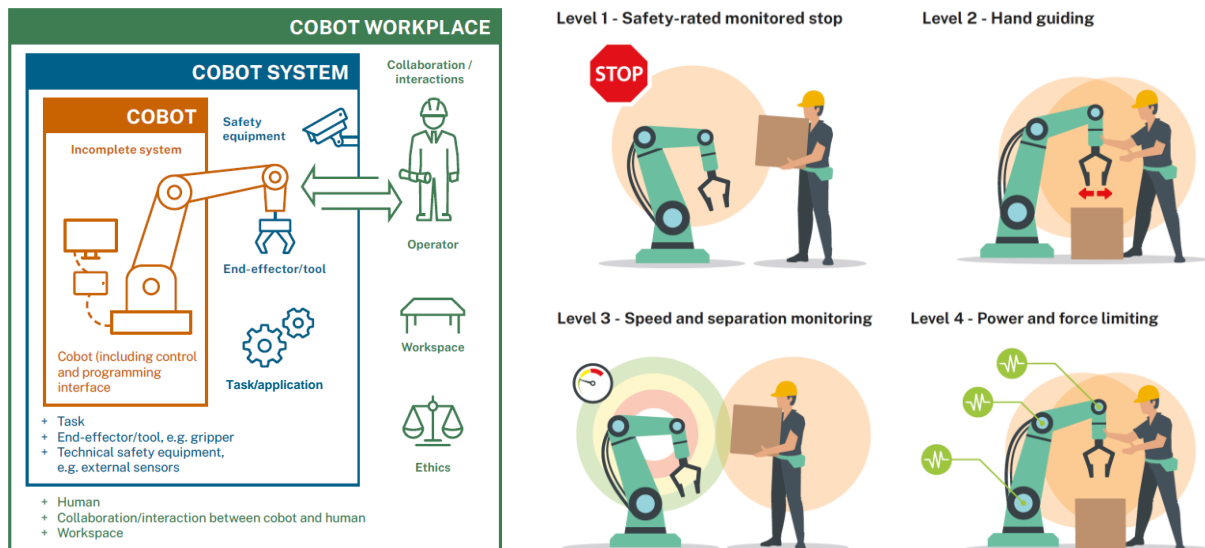 COBOT WORKPLACE
COBOT SYSTEM
COBOT
Incomplete system
Cobot (including control
and programming
interface
Safety
equipment
End-effector/tool
Task/application
+ Task
+ End-effector/tool, e.g. gripper
+ Technical safety equipment,
e.g. external sensors
Collaboration /
interactions
Operator
Workspace
Ethics
+ Human
+ Collaboration/interaction between cobot and human
+ Workspace
Level 1 - Safety-rated monitored stop
STOP
Level 2 - Hand guiding
Level 3 - Speed and separation monitoring
Level 4 - Power and force limiting